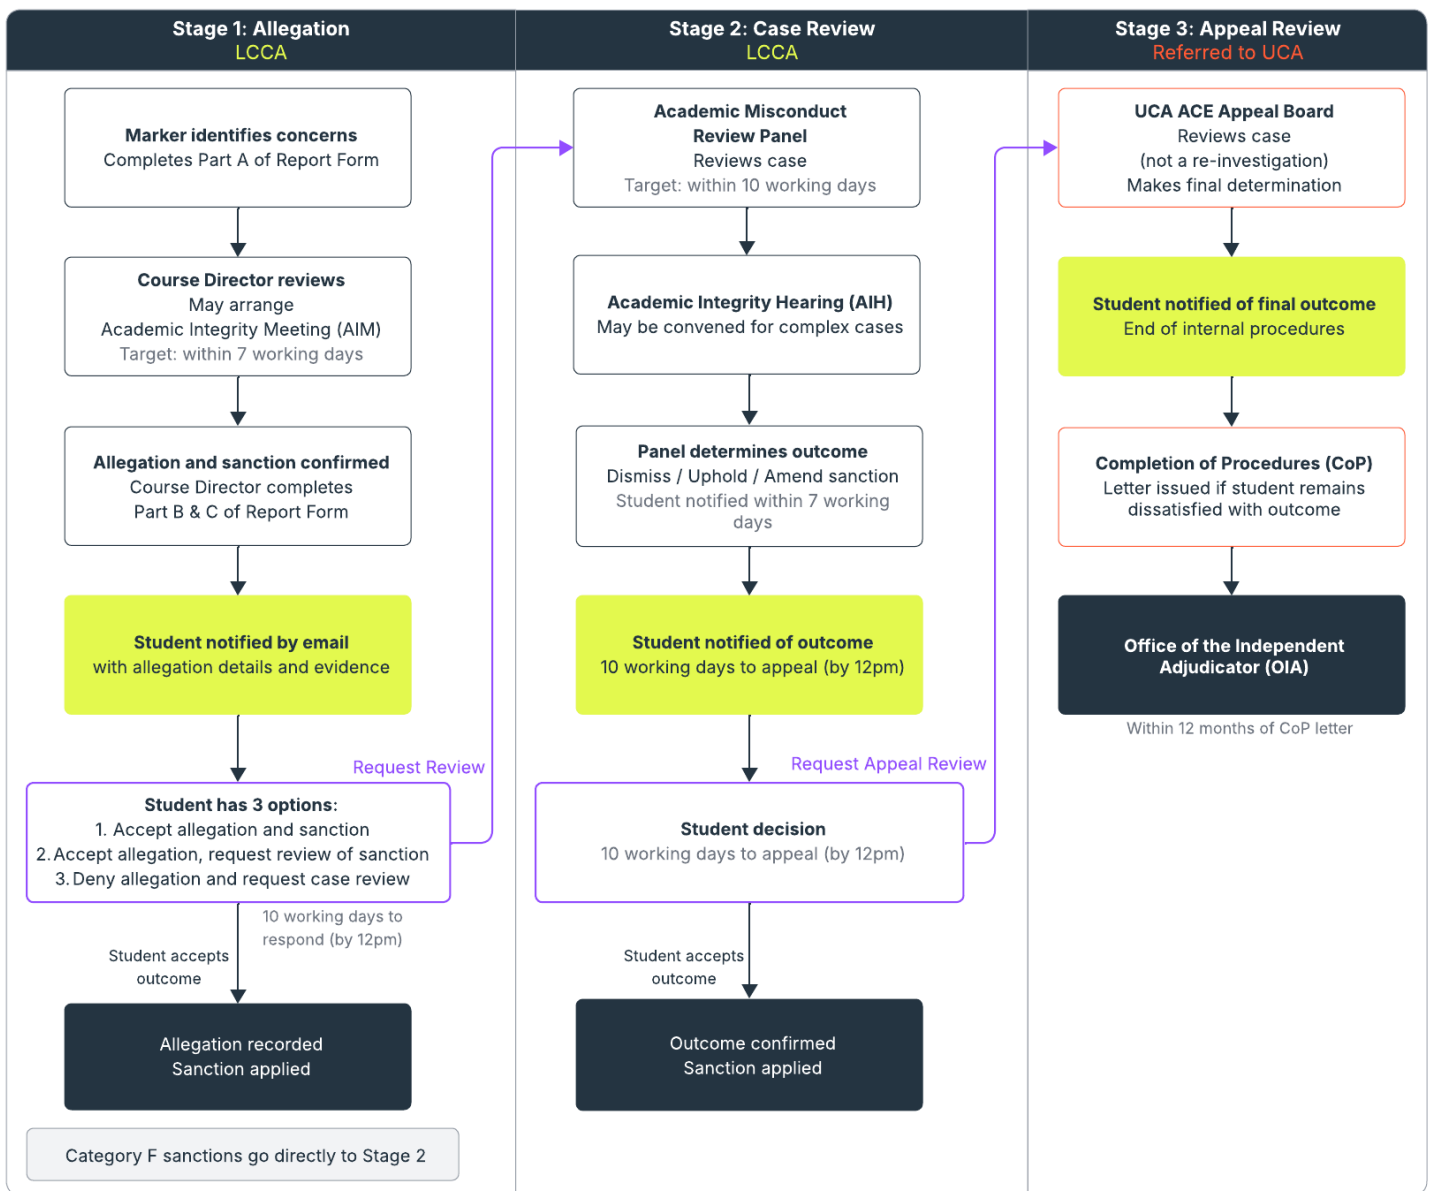 Stage 1: Allegation
LCCA
Marker identifies concerns
Completes Part A of Report Form
Course Director reviews
May arrange
Academic Integrity Meeting (AIM)
Target: within 7 working days
Allegation and sanction confirmed
Course Director completes
Part B & C of Report Form
Student notified by email
with allegation details and evidence
Request Review
Student has 3 options:
1. Accept allegation and sanction
2. Accept allegation, request review of sanction
3. Deny allegation and request case review
10 working days to
respond (by 12pm)
Student accepts
outcome
Allegation recorded
Sanction applied
Category F sanctions go directly to Stage 2
Stage 2: Case Review
LCCA
Academic Misconduct
Review Panel
Reviews case
Target: within 10 working days
Academic Integrity Hearing (AIH)
May be convened for complex cases
Panel determines outcome
Dismiss / Uphold / Amend sanction
Student notified within 7 working
days
Student notified of outcome
10 working days to appeal (by 12pm)
Request Appeal Review
Student decision
10 working days to appeal (by 12pm)
Student accepts
outcome
Outcome confirmed
Sanction applied
Stage 3: Appeal Review
Referred to UCA
UCA ACE Appeal Board
Reviews case
(not a re-investigation)
Makes final determination
Student notified of final outcome
End of internal procedures
Completion of Procedures (CoP)
Letter issued if student remains
dissatisfied with outcome
Office of the Independent
Adjudicator (OIA)
Within 12 months of CoP letter